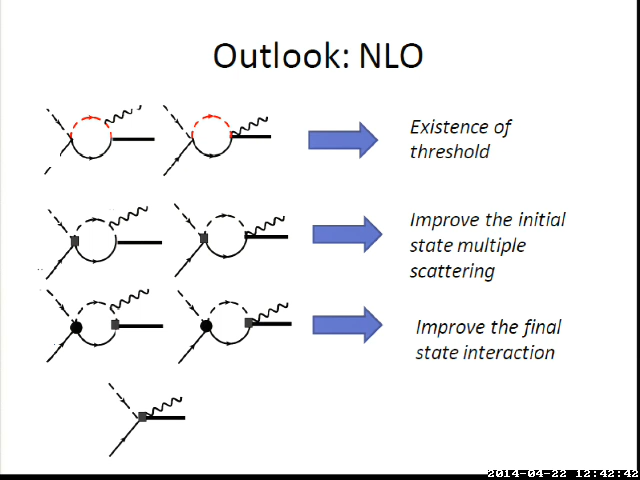 Outlook: NLO
Existence of
threshold
Improve the initial
state multiple
scattering
Improve the final
state interaction
2014-04-22 12:42:42